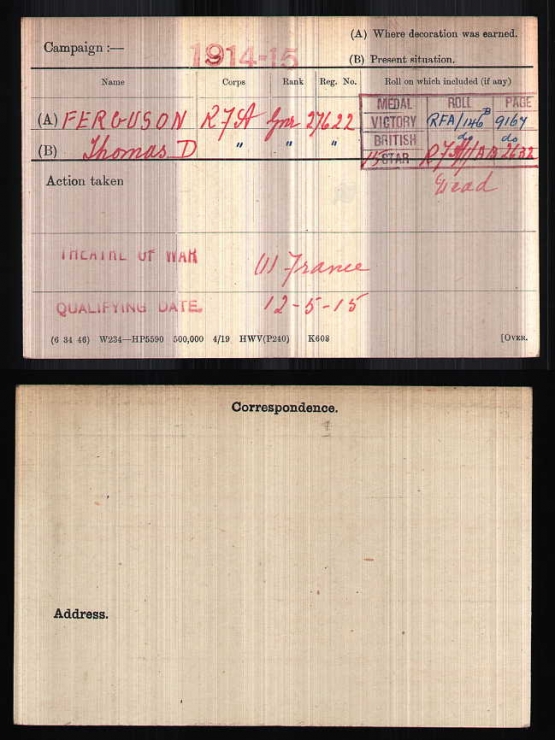 (A) Where decoration was earned.
Campaign :— 1914-15
(B) Present situation.
Name Corps Rank Reg. No. Roll on which included (if any)
MEDAL ROLL PAGE
(A) FERGUSON R F A Gnr 27622 VICTORY RFA/146B 9167
(B) Thomas D " " " BRITISH do do
15 STAR RFA/
Action taken Dead
THEATRE OF WAR (1) France
QUALIFYING DATE. 12-5-15
(6 34 46) W234—HP5590 500,000 4/19 HWV(P240) K608 [OVER.
Correspondence.
Address.